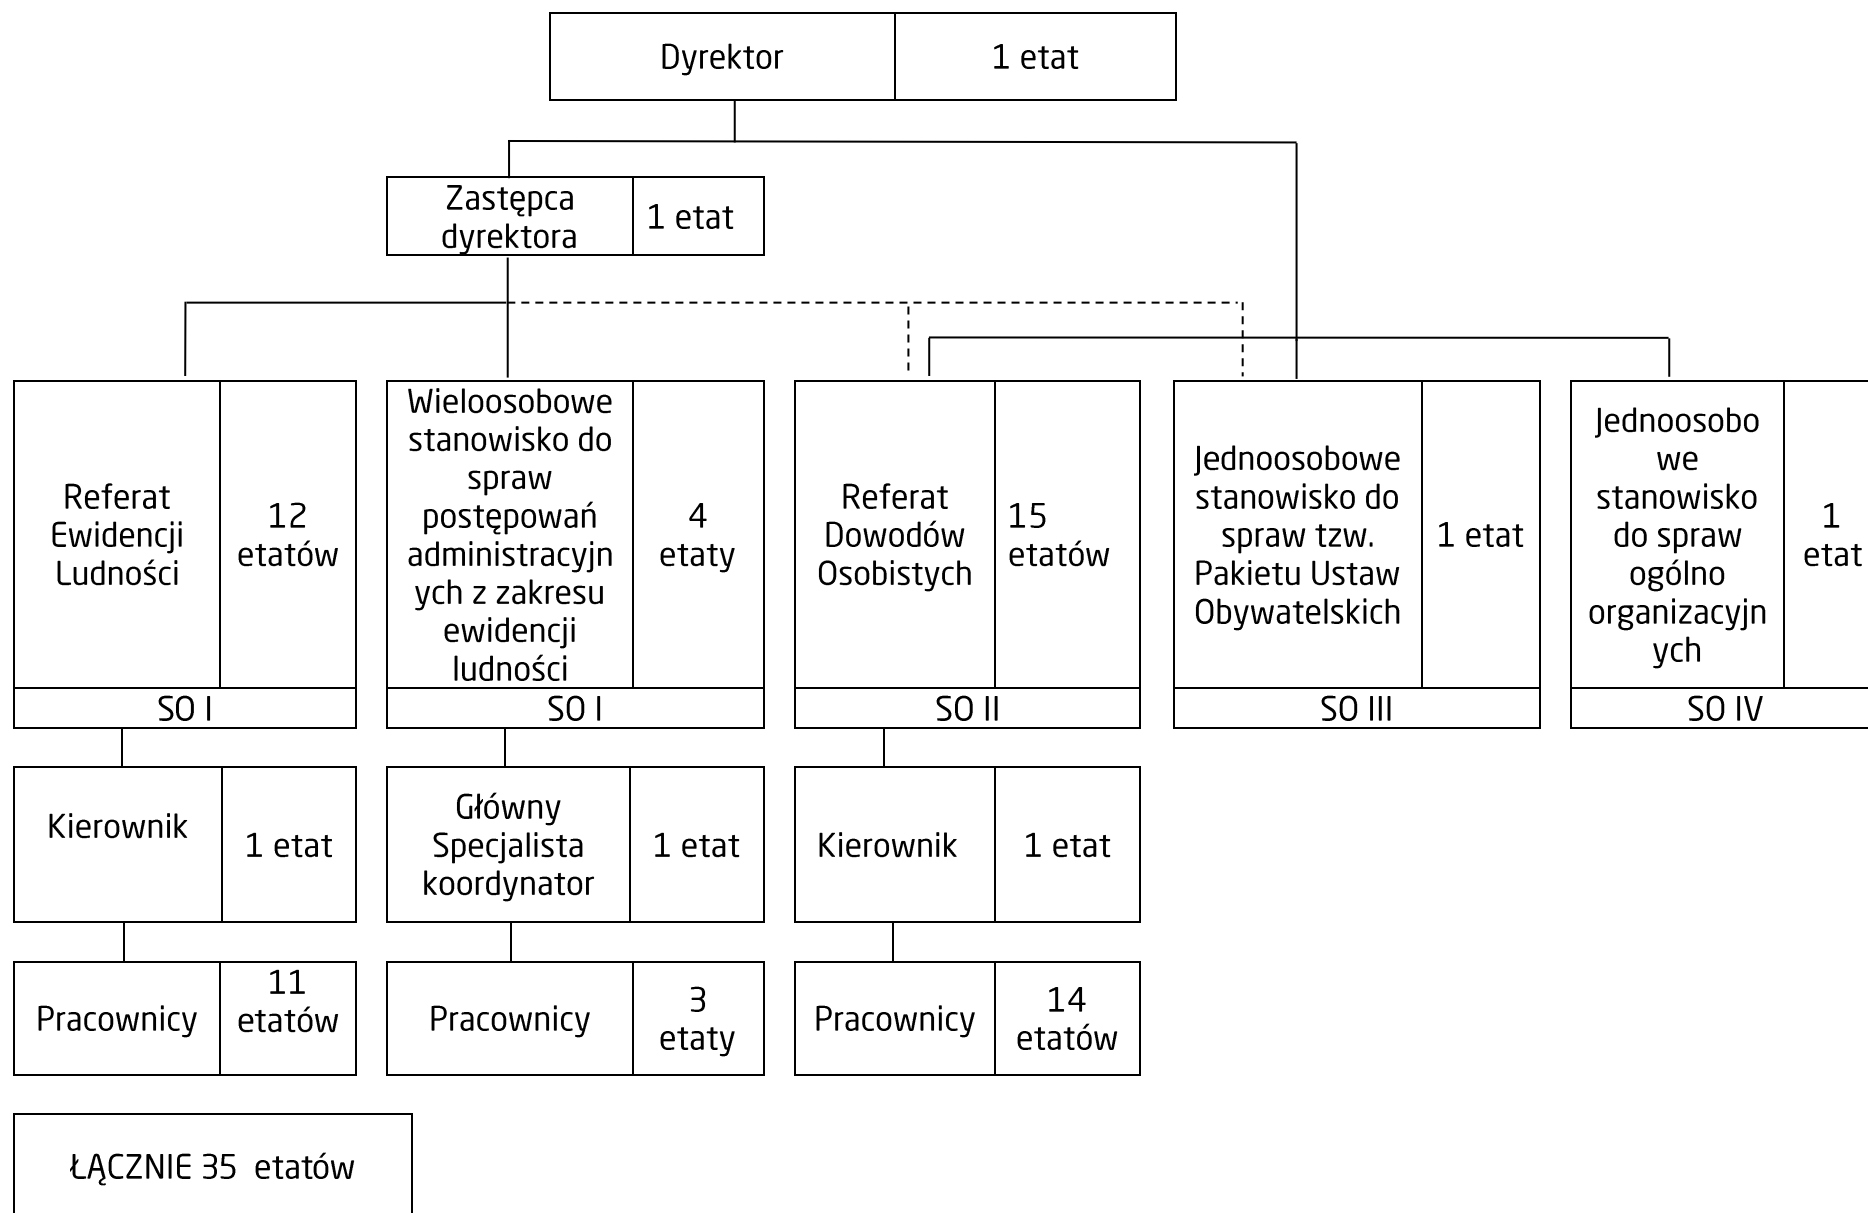 Dyrektor
1 etat
Zastępca
dyrektora
1 etat
Referat
Ewidencji
Ludności
12
etatów
SO I
Wieloosobowe
stanowisko do
spraw
postępowań
administracyjn
ych z zakresu
ewidencji
ludności
4
etaty
SO I
Referat
Dowodów
Osobistych
15
etatów
SO II
Jednoosobowe
stanowisko do
spraw tzw.
Pakietu Ustaw
Obywatelskich
1 etat
SO III
Jednoosobo
we
stanowisko
do spraw
ogólno
organizacyjn
ych
1
etat
SO IV
Kierownik
1 etat
Główny
Specjalista
koordynator
1 etat
Kierownik
1 etat
Pracownicy
11
etatów
Pracownicy
3
etaty
Pracownicy
14
etatów
ŁĄCZNIE 35 etatów